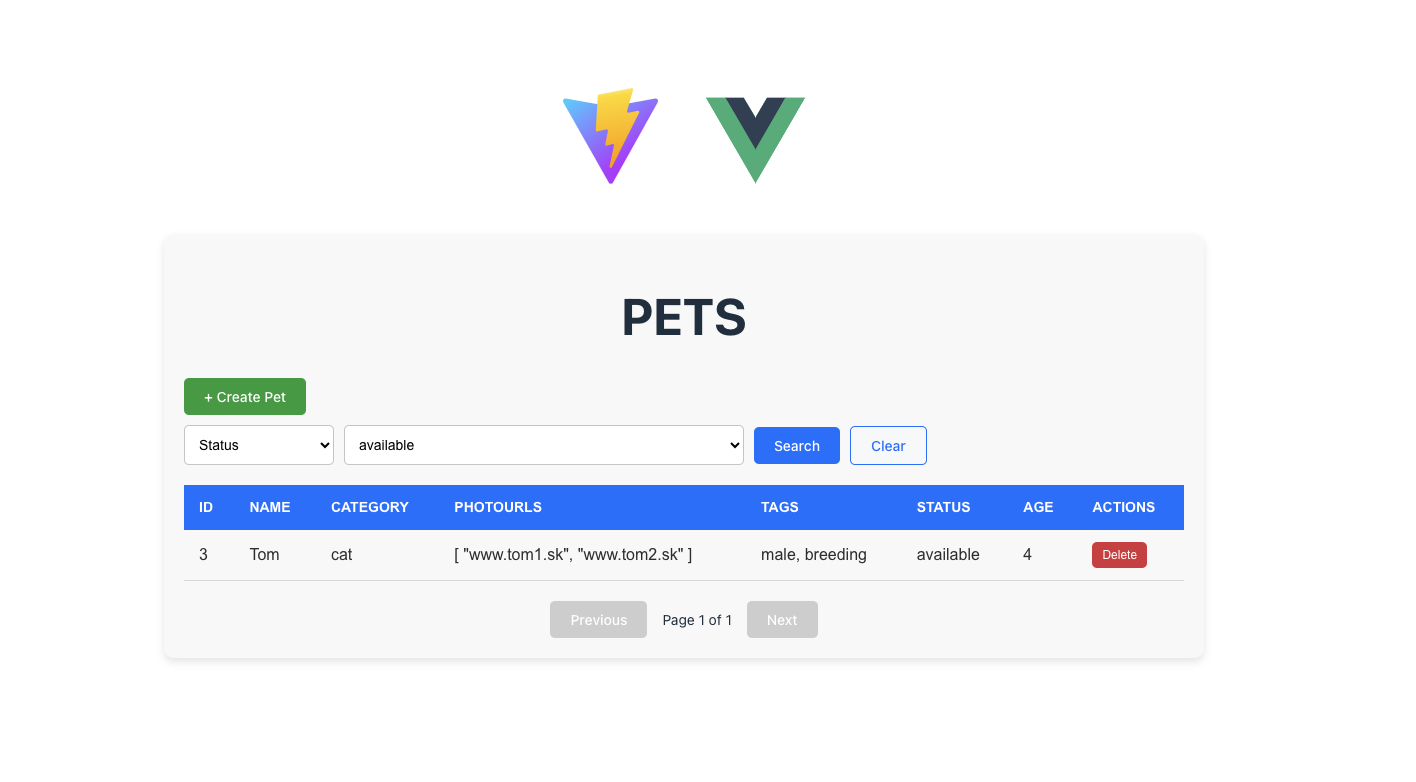 PETS
+ Create Pet
Status available Search Clear
ID NAME CATEGORY PHOTOURLS TAGS STATUS AGE ACTIONS
3 Tom cat [ "www.tom1.sk", "www.tom2.sk" ] male, breeding available 4 Delete
Previous Page 1 of 1 Next